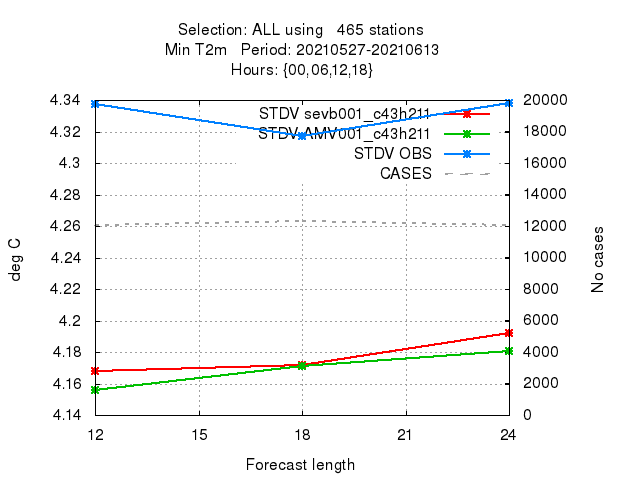 Selection: ALL using   465 stations
Min T2m   Period: 20210527-20210613
Hours: {00,06,12,18}
STDV sevb001_c43h211
STDV AMV001_c43h211
STDV OBS
CASES
4.34
4.32
4.3
4.28
4.26
4.24
4.22
4.2
4.18
4.16
4.14
20000
18000
16000
14000
12000
10000
8000
6000
4000
2000
0
deg C
No cases
12 15 18 21 24
Forecast length